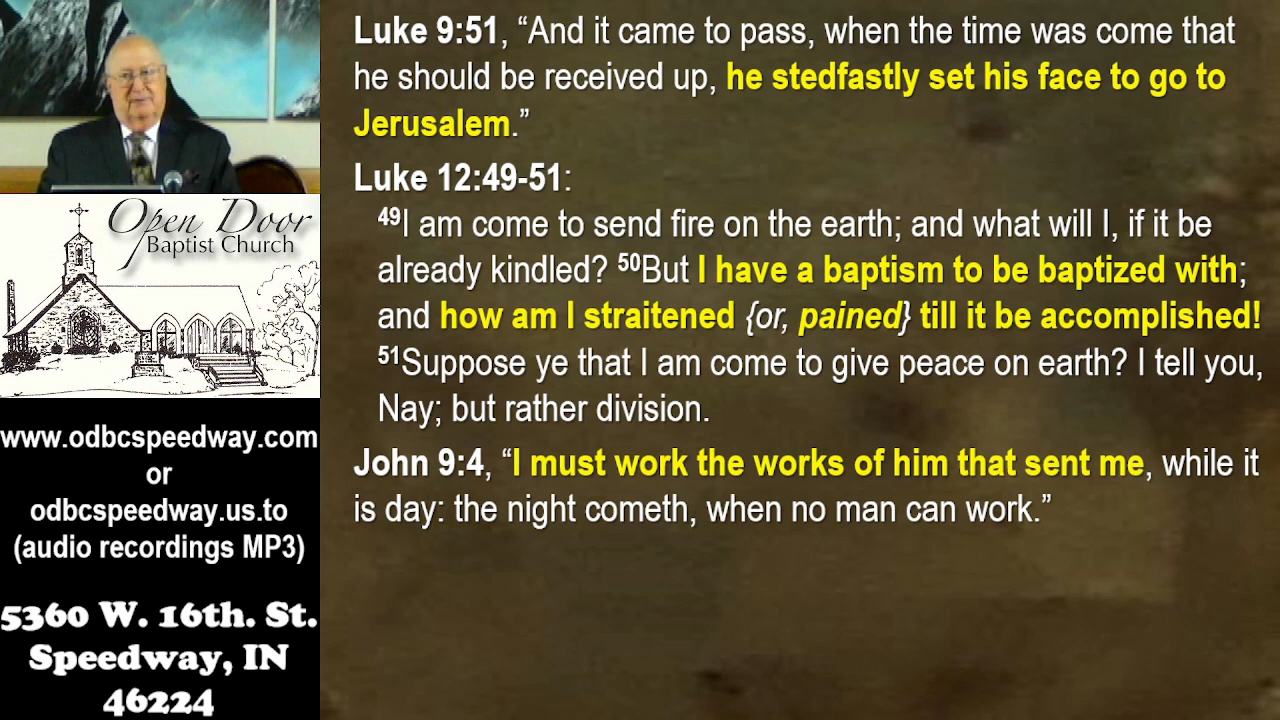 Luke 9:51, “And it came to pass, when the time was come that
he should be received up, he stedfastly set his face to go to
Jerusalem.”
Luke 12:49-51:
49I am come to send fire on the earth; and what will I, if it be
already kindled? 50But I have a baptism to be baptized with;
and how am I straitened {or, pained} till it be accomplished!
51Suppose ye that I am come to give peace on earth? I tell you,
Nay; but rather division.
John 9:4, “I must work the works of him that sent me, while it
is day: the night cometh, when no man can work.”
Open Door
Baptist Church
www.odbcspeedway.com
or
odbcspeedway.us.to
(audio recordings MP3)
5360 W. 16th. St.
Speedway, IN
46224